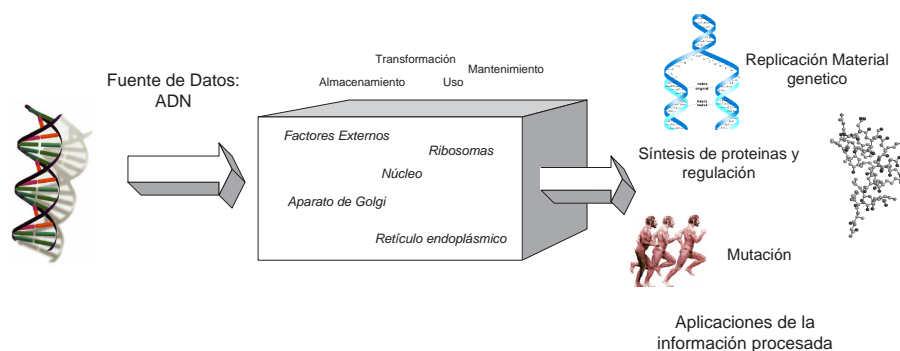 Fuente de Datos:
ADN
Transformación
Mantenimiento
Almacenamiento
Uso
Factores Externos
Ribosomas
Núcleo
Aparato de Golgi
Retículo endoplásmico
Replicación Material
genetico
Síntesis de proteinas y
regulación
Mutación
Aplicaciones de la
información procesada